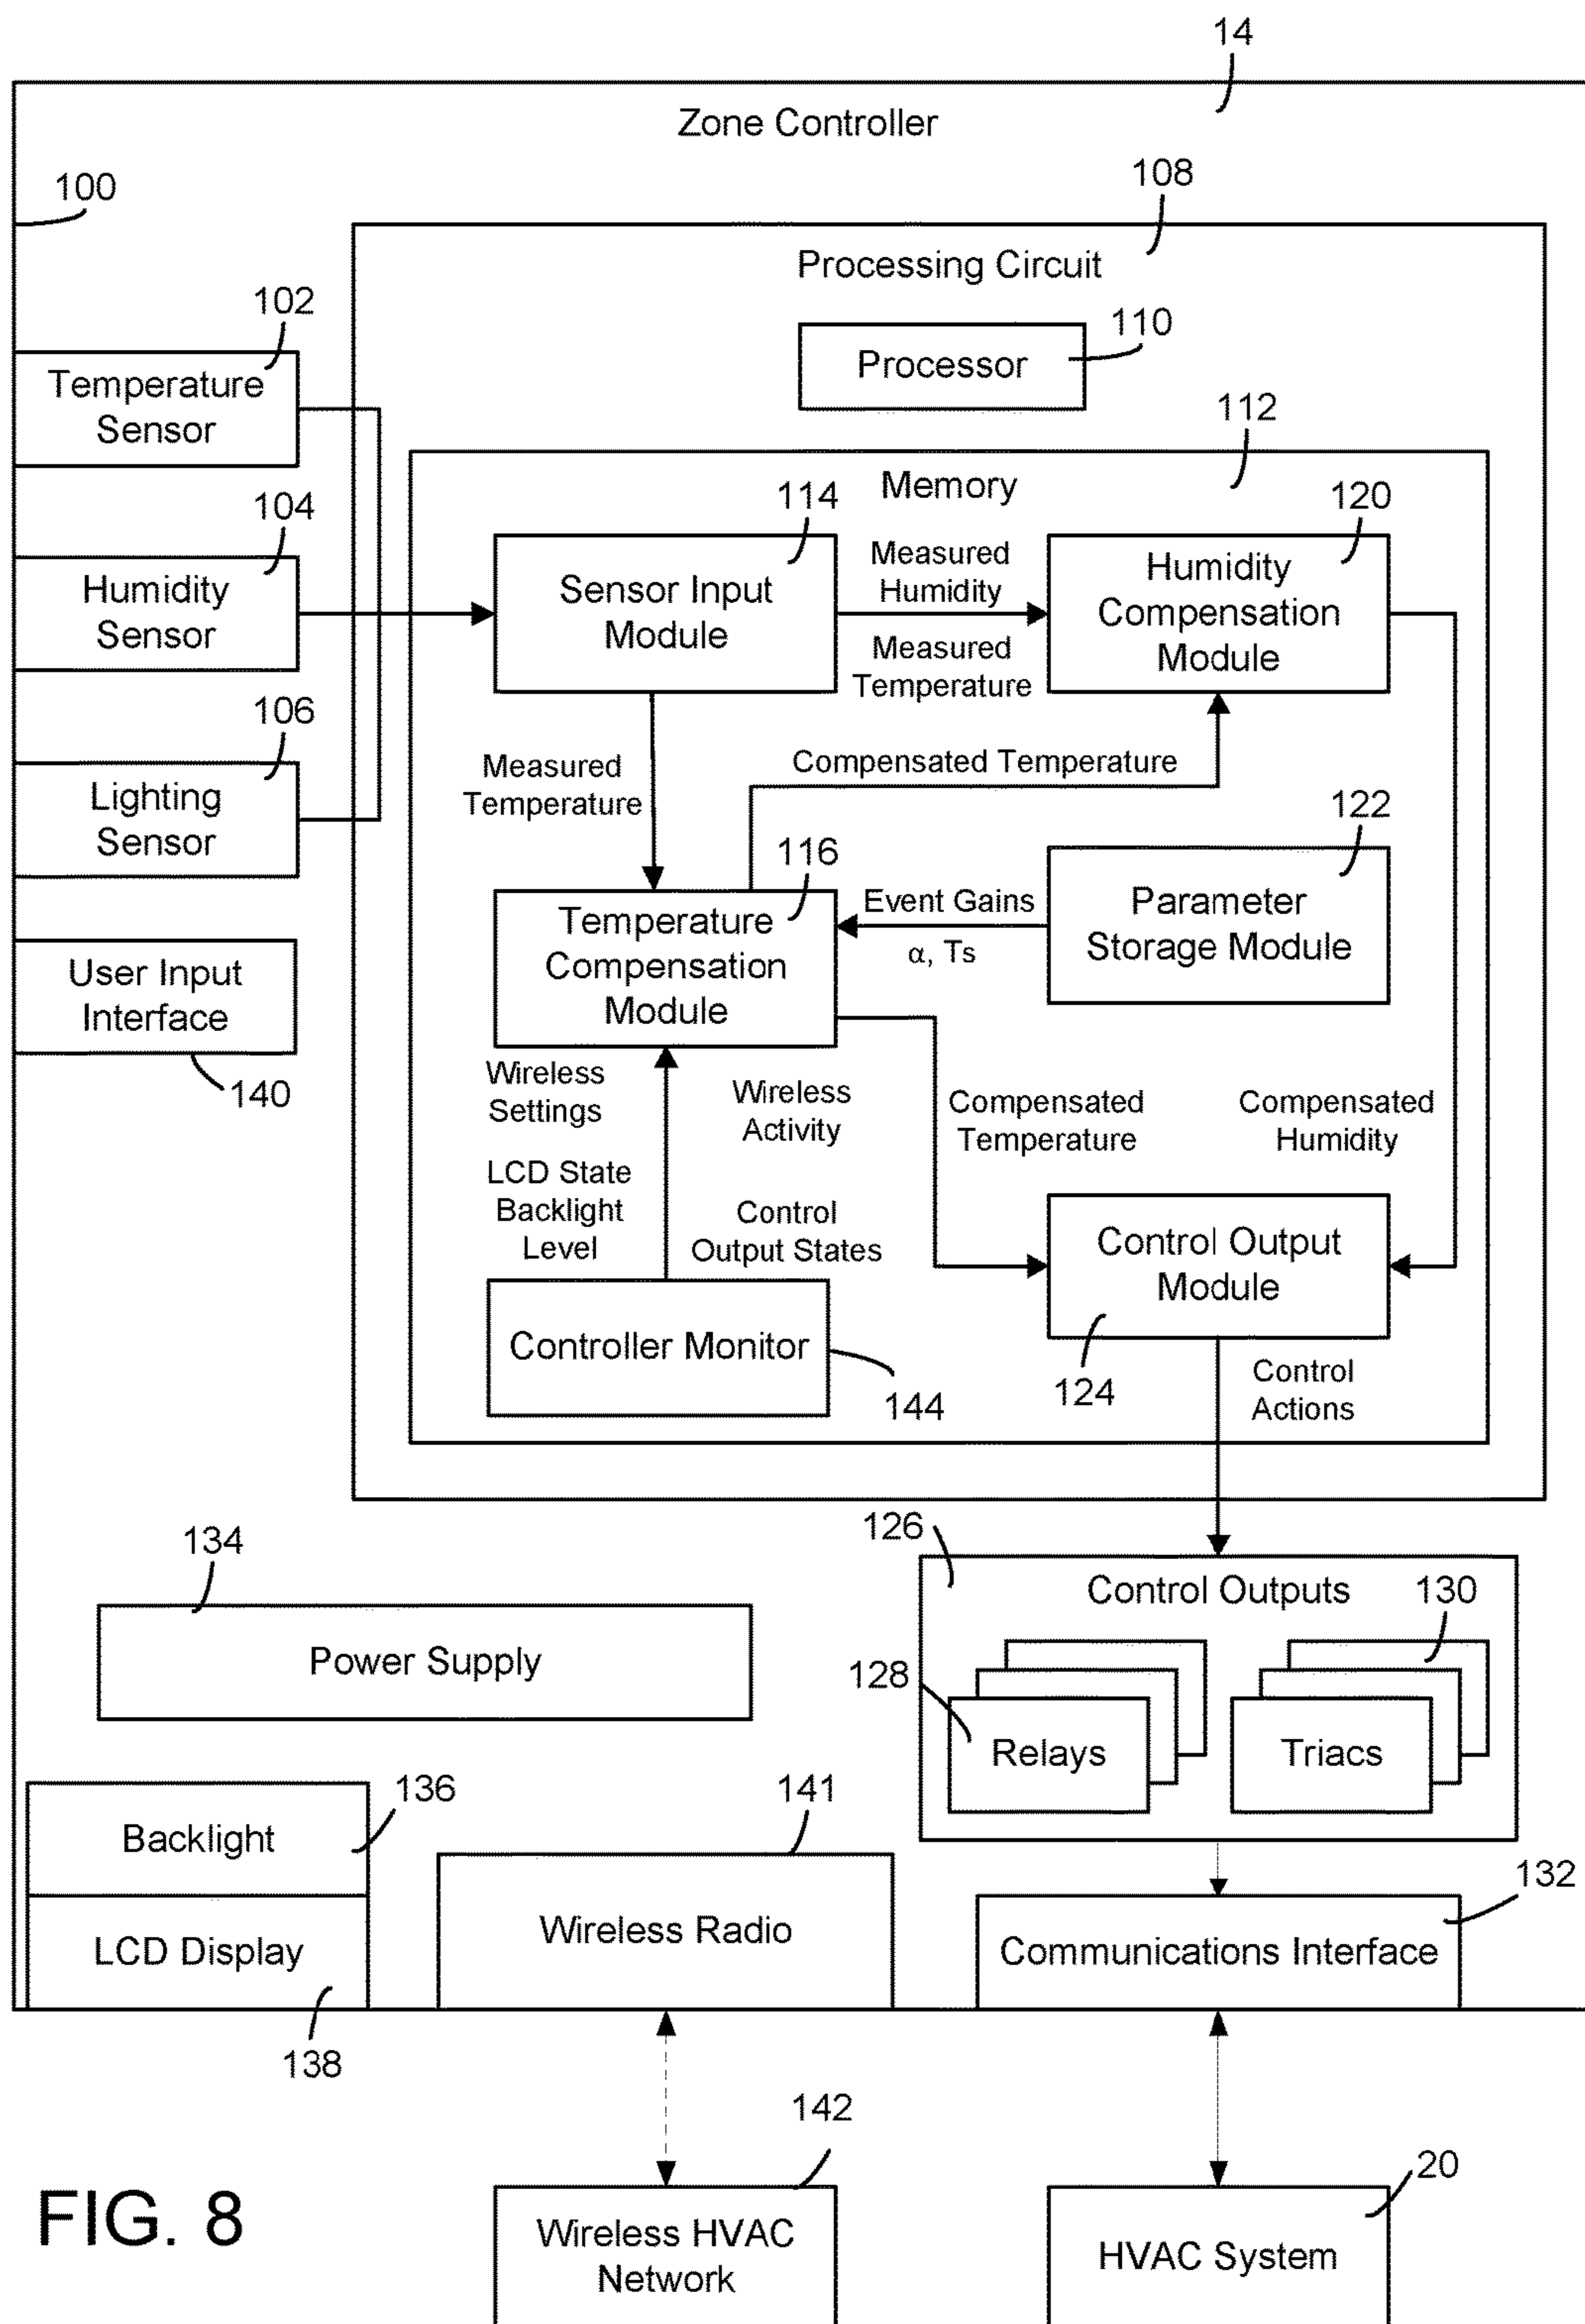 14
Zone Controller
100
108
Processing Circuit
102
Temperature
Sensor
110
Processor
112
Memory
104
Humidity
Sensor
114
Sensor Input
Module
Measured
Humidity
Measured
Temperature
120
Humidity
Compensation
Module
106
Lighting
Sensor
Measured
Temperature
Compensated Temperature
116
Temperature
Compensation
Module
Event Gains
α, Ts
122
Parameter
Storage Module
User Input
Interface
140
Wireless
Settings
Wireless
Activity
LCD State
Backlight
Level
Control
Output States
Compensated
Temperature
Compensated
Humidity
Controller Monitor
144
Control Output
Module
124
Control
Actions
134
Power Supply
126
Control Outputs
128
Relays
130
Triacs
136
Backlight
LCD Display
138
141
Wireless Radio
132
Communications Interface
142
Wireless HVAC
Network
20
HVAC System
FIG. 8